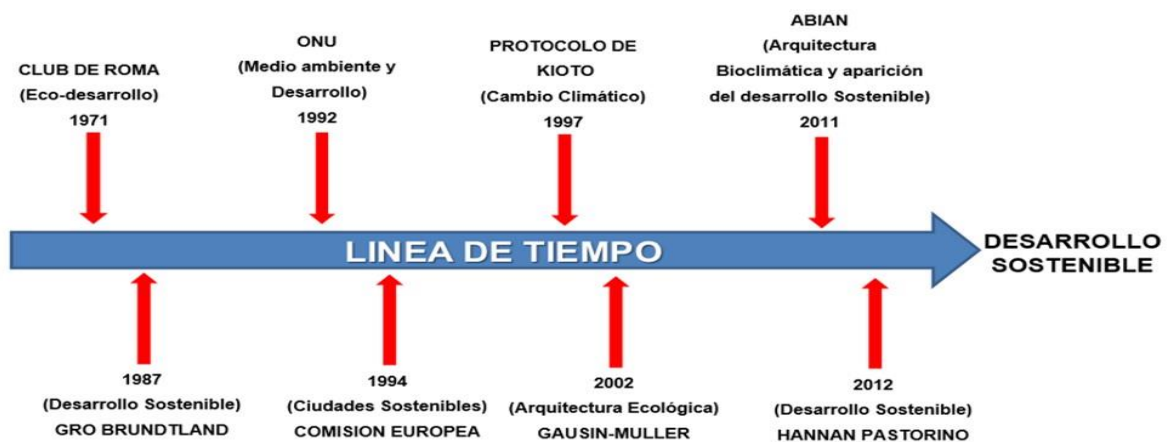 CLUB DE ROMA
(Eco-desarrollo)
1971
ONU
(Medio ambiente y
Desarrollo)
1992
PROTOCOLO DE
KIOTO
(Cambio Climático)
1997
ABIAN
(Arquitectura
Bioclimática y aparición
del desarrollo Sostenible)
2011
LINEA DE TIEMPO
DESARROLLO
SOSTENIBLE
1987
(Desarrollo Sostenible)
GRO BRUNDTLAND
1994
(Ciudades Sostenibles)
COMISION EUROPEA
2002
(Arquitectura Ecológica)
GAUSIN-MULLER
2012
(Desarrollo Sostenible)
HANNAN PASTORINO